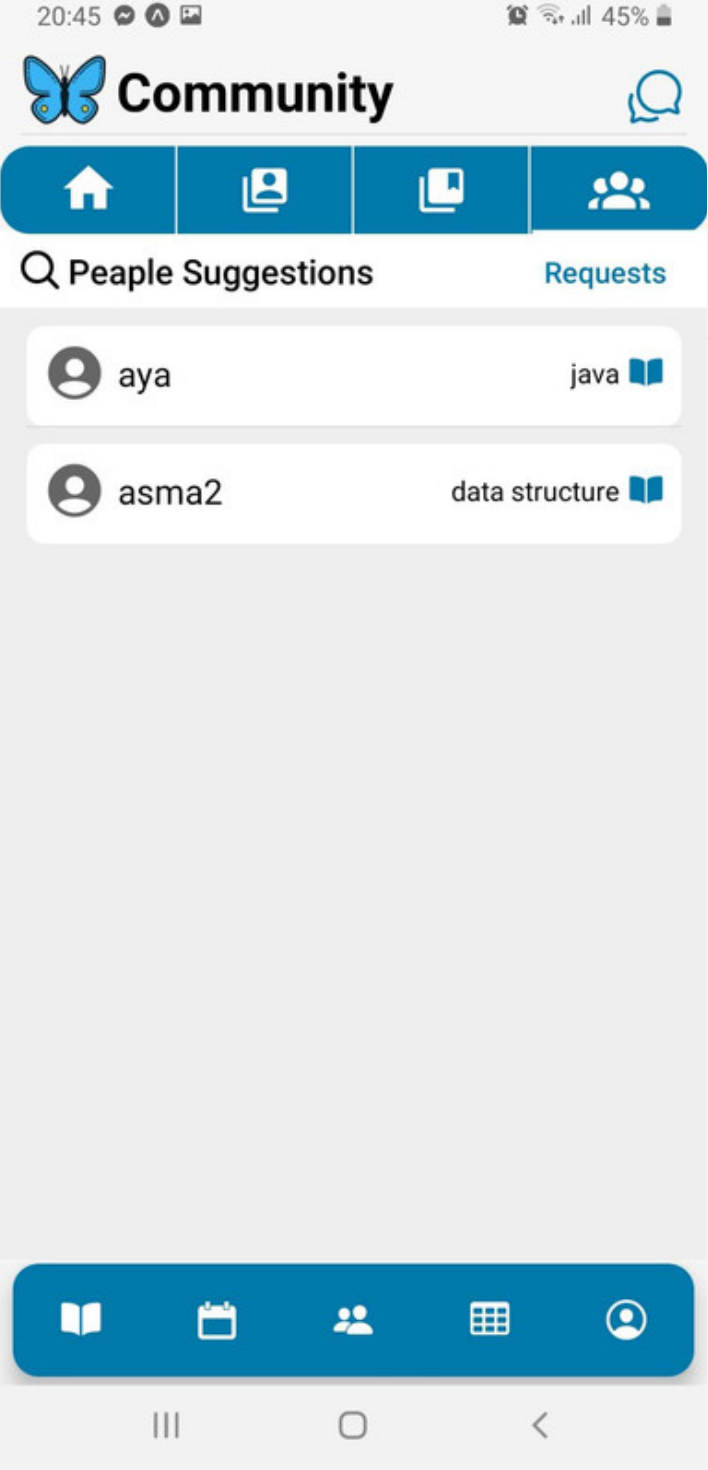 20:45 45%
Community
Peaple Suggestions Requests
aya java
asma2 data structure